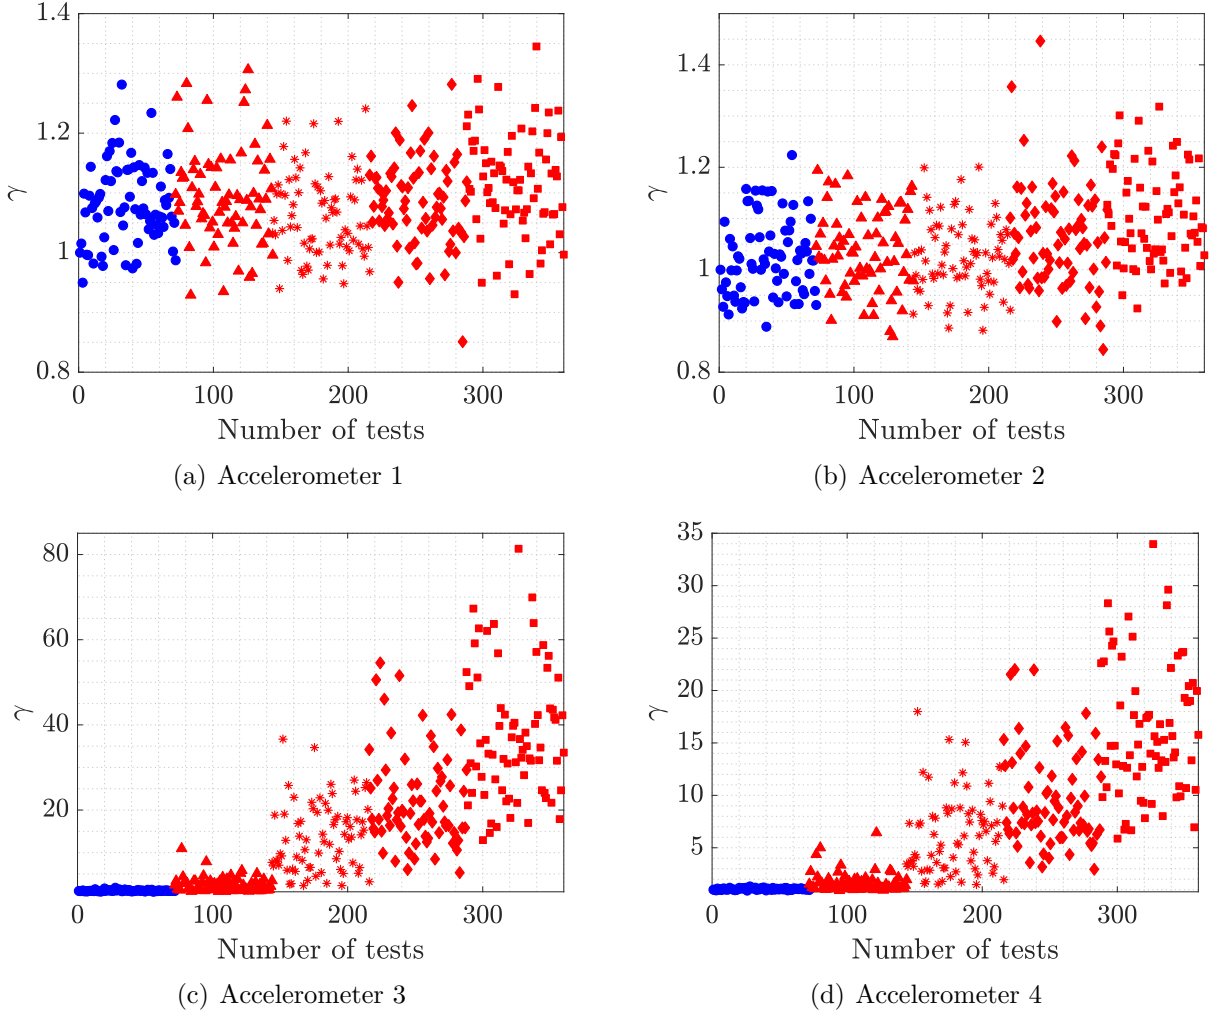 1.4
1.2
1
0.8
γ
0 100 200 300
Number of tests
(a) Accelerometer 1
1.4
1.2
1
0.8
γ
0 100 200 300
Number of tests
(b) Accelerometer 2
80
60
40
20
γ
0 100 200 300
Number of tests
(c) Accelerometer 3
35
30
25
20
15
10
5
γ
0 100 200 300
Number of tests
(d) Accelerometer 4